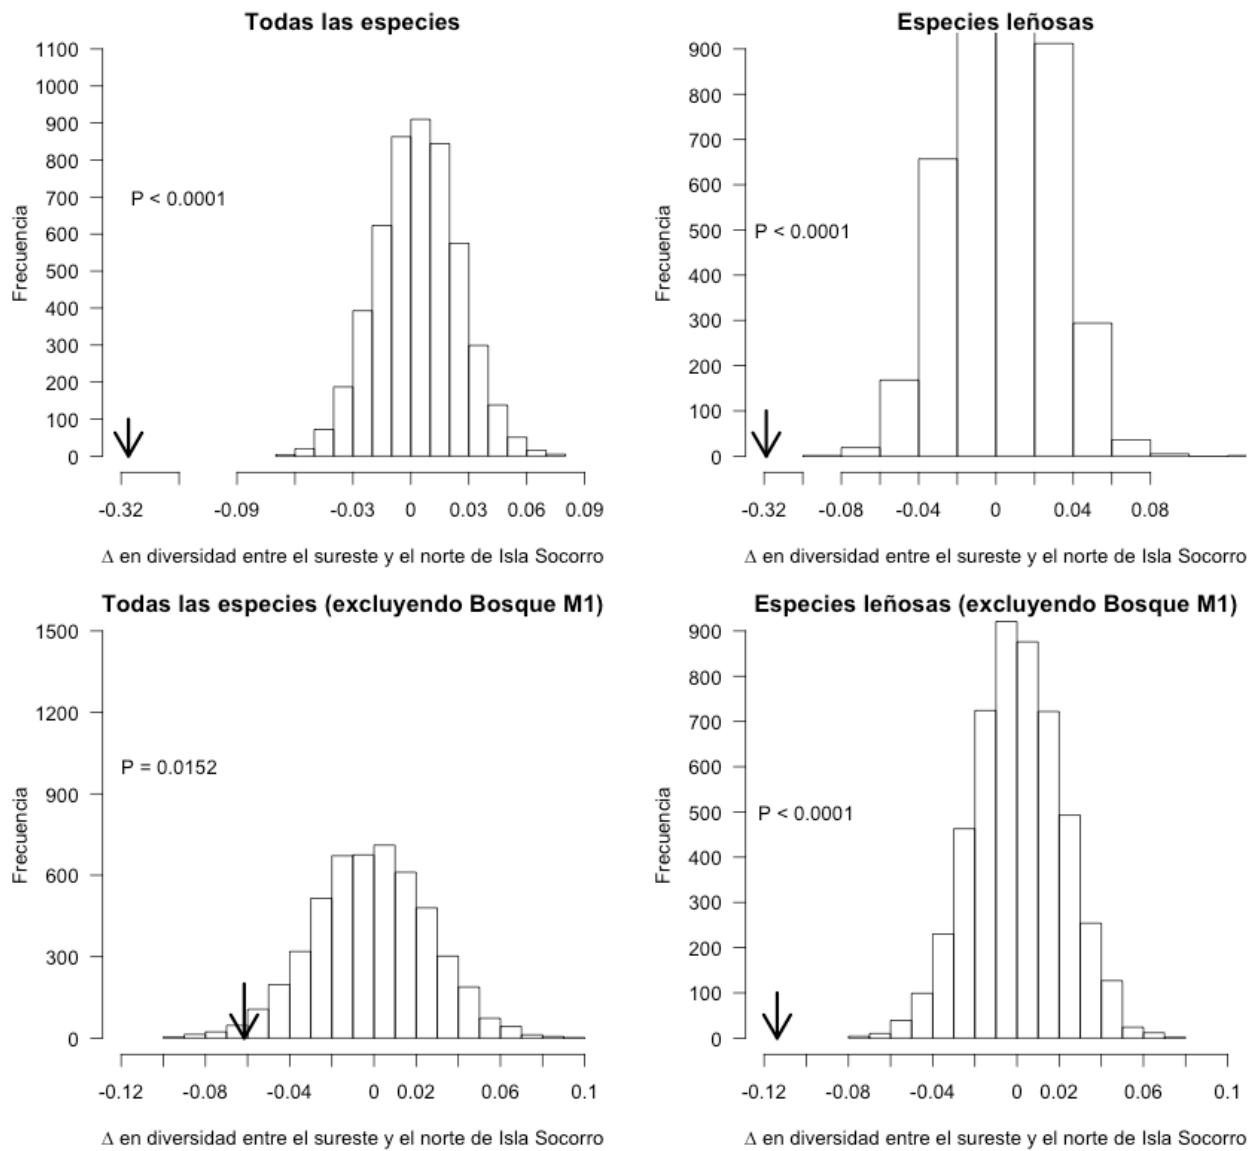 Todas las especies
1100
1000
900
800
700
600
500
400
300
200
100
0
Frecuencia
P < 0.0001
-0.32 -0.09 -0.03 0 0.03 0.06 0.09
Δ en diversidad entre el sureste y el norte de Isla Socorro
Especies leñosas
900
800
700
600
500
400
300
200
100
0
Frecuencia
P < 0.0001
-0.32 -0.08 -0.04 0 0.04 0.08
Δ en diversidad entre el sureste y el norte de Isla Socorro
Todas las especies (excluyendo Bosque M1)
1500
1200
900
600
300
0
Frecuencia
P = 0.0152
-0.12 -0.08 -0.04 0 0.02 0.06 0.1
Δ en diversidad entre el sureste y el norte de Isla Socorro
Especies leñosas (excluyendo Bosque M1)
900
800
700
600
500
400
300
200
100
0
Frecuencia
P < 0.0001
-0.12 -0.08 -0.04 0 0.02 0.06 0.1
Δ en diversidad entre el sureste y el norte de Isla Socorro